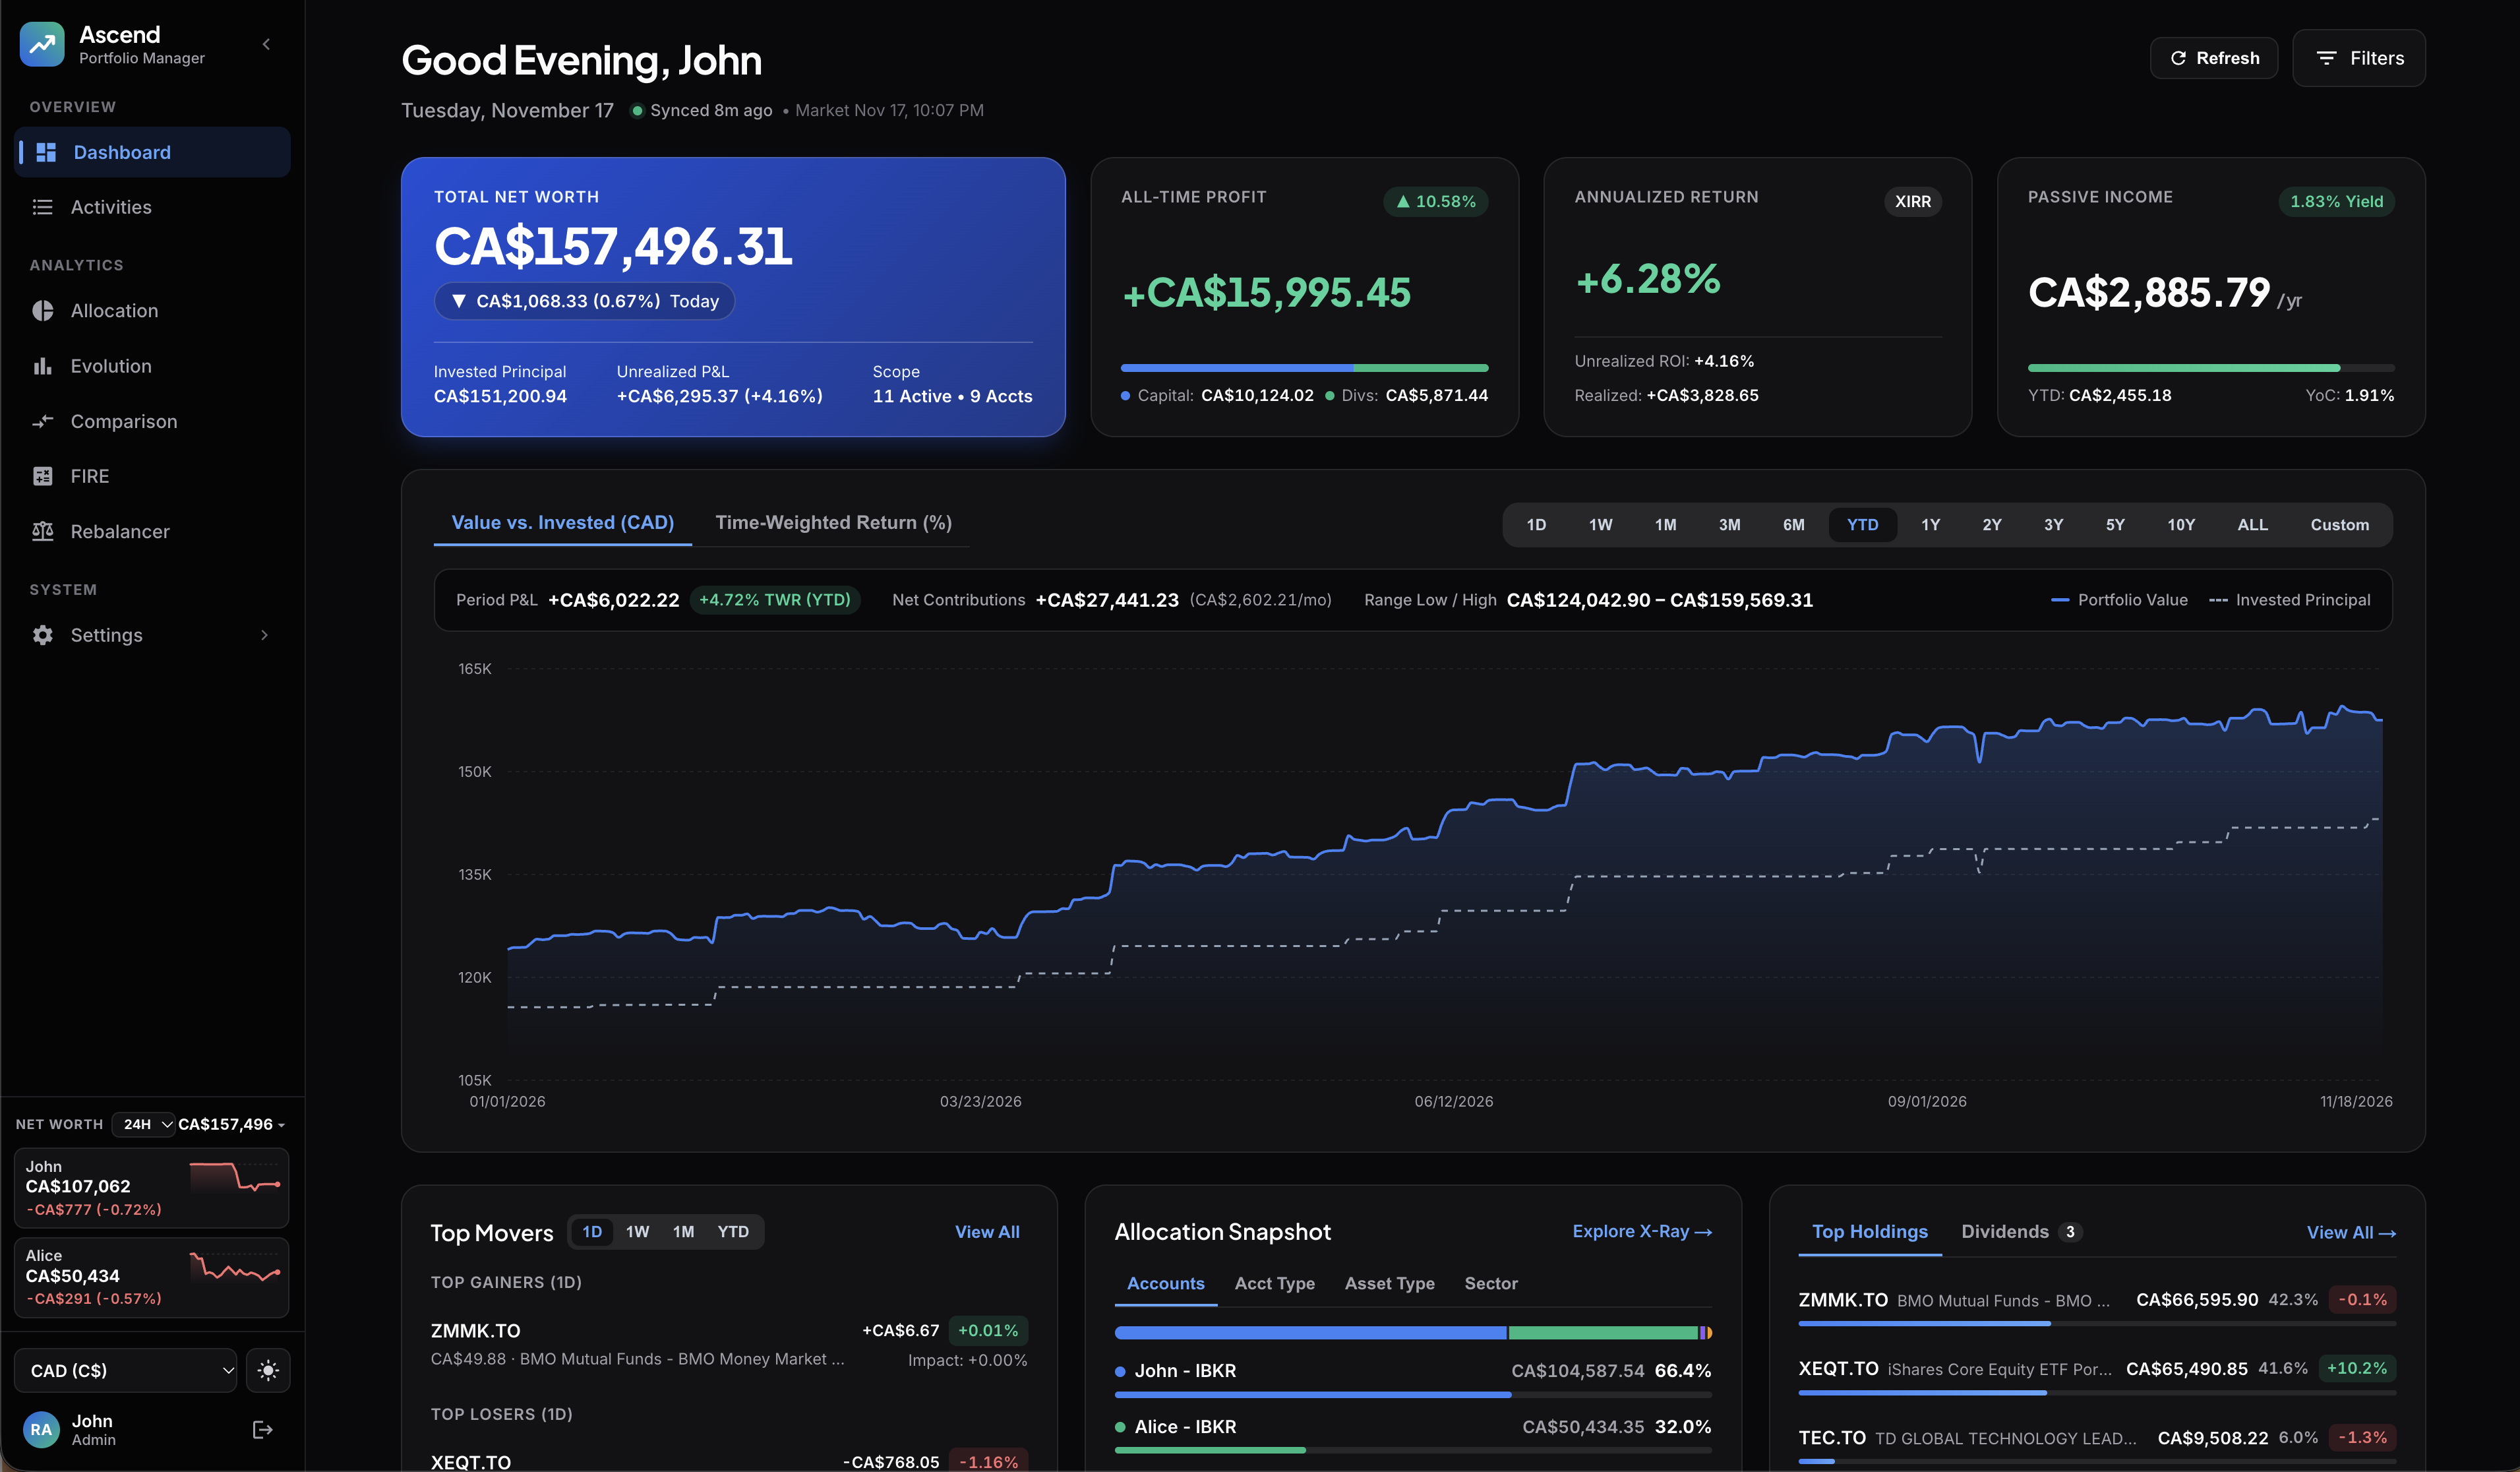 Ascend
Portfolio Manager
OVERVIEW
Dashboard
Activities
ANALYTICS
Allocation
Evolution
Comparison
FIRE
Rebalancer
SYSTEM
Settings
NET WORTH 24H CA$157,496
John
CA$107,062
-CA$777 (-0.72%)
Alice
CA$50,434
-CA$291 (-0.57%)
CAD (C$)
RA
John
Admin
Good Evening, John
Tuesday, November 17 Synced 8m ago • Market Nov 17, 10:07 PM
Refresh
Filters
TOTAL NET WORTH
CA$157,496.31
▼ CA$1,068.33 (0.67%) Today
Invested Principal
CA$151,200.94
Unrealized P&L
+CA$6,295.37 (+4.16%)
Scope
11 Active • 9 Accts
ALL-TIME PROFIT
▲ 10.58%
+CA$15,995.45
Capital: CA$10,124.02 Divs: CA$5,871.44
ANNUALIZED RETURN
XIRR
+6.28%
Unrealized ROI: +4.16%
Realized: +CA$3,828.65
PASSIVE INCOME
1.83% Yield
CA$2,885.79 /yr
YTD: CA$2,455.18 YoC: 1.91%
Value vs. Invested (CAD) Time-Weighted Return (%)
1D 1W 1M 3M 6M YTD 1Y 2Y 3Y 5Y 10Y ALL Custom
Period P&L +CA$6,022.22 +4.72% TWR (YTD) Net Contributions +CA$27,441.23 (CA$2,602.21/mo) Range Low / High CA$124,042.90 – CA$159,569.31
Portfolio Value Invested Principal
165K
150K
135K
120K
105K
01/01/2026 03/23/2026 06/12/2026 09/01/2026 11/18/2026
Top Movers 1D 1W 1M YTD View All
TOP GAINERS (1D)
ZMMK.TO +CA$6.67 +0.01%
CA$49.88 · BMO Mutual Funds - BMO Money Market ... Impact: +0.00%
TOP LOSERS (1D)
XEQT.TO -CA$768.05 -1.16%
Allocation Snapshot Explore X-Ray →
Accounts Acct Type Asset Type Sector
John - IBKR CA$104,587.54 66.4%
Alice - IBKR CA$50,434.35 32.0%
Top Holdings Dividends 3 View All →
ZMMK.TO BMO Mutual Funds - BMO ... CA$66,595.90 42.3% -0.1%
XEQT.TO iShares Core Equity ETF Por... CA$65,490.85 41.6% +10.2%
TEC.TO TD GLOBAL TECHNOLOGY LEAD... CA$9,508.22 6.0% -1.3%